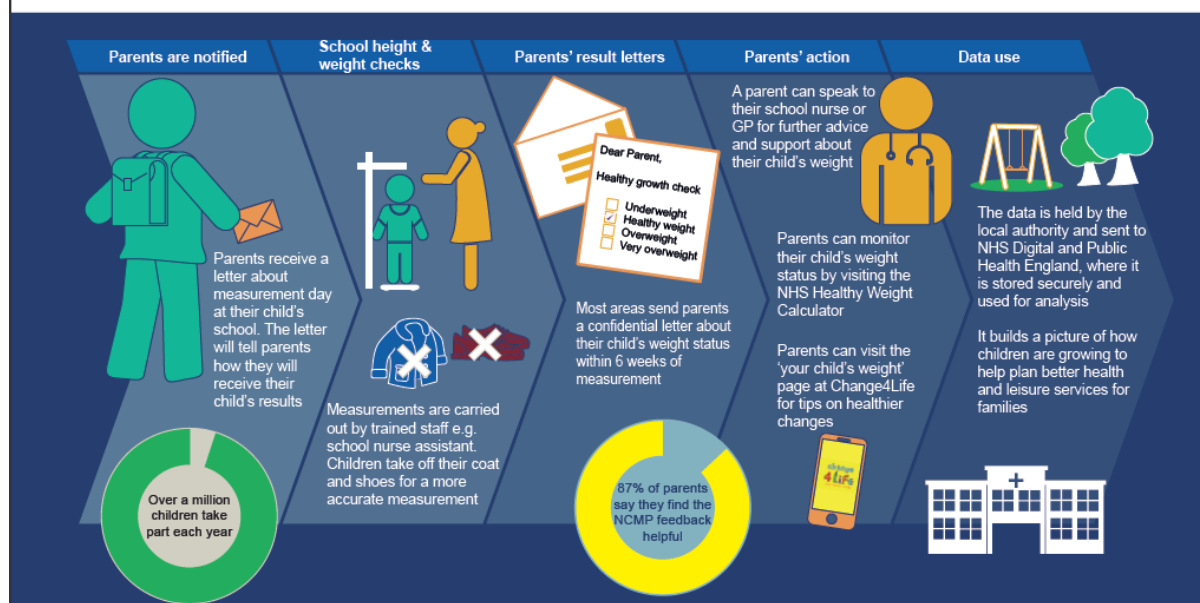 Parents are notified
School height &
weight checks
Parents' result letters
Parents' action
Data use
Parents receive a
letter about
measurement day
at their child's
school. The letter
will tell parents
how they will
receive their
child's results
Over a million
children take
part each year
Measurements are carried
out by trained staff e.g.
school nurse assistant.
Children take off their coat
and shoes for a more
accurate measurement
Dear Parent,
Healthy growth check
Underweight
Healthy weight
Overweight
Very overweight
Most areas send parents
a confidential letter about
their child's weight status
within 6 weeks of
measurement
87% of parents
say they find the
NCMP feedback
helpful
A parent can speak to
their school nurse or
GP for further advice
and support about
their child's weight
Parents can monitor
their child's weight
status by visiting the
NHS Healthy Weight
Calculator
Parents can visit the
'your child's weight'
page at Change4Life
for tips on healthier
changes
change
4Life
The data is held by the
local authority and sent to
NHS Digital and Public
Health England, where it
is stored securely and
used for analysis
It builds a picture of how
children are growing to
help plan better health
and leisure services for
families